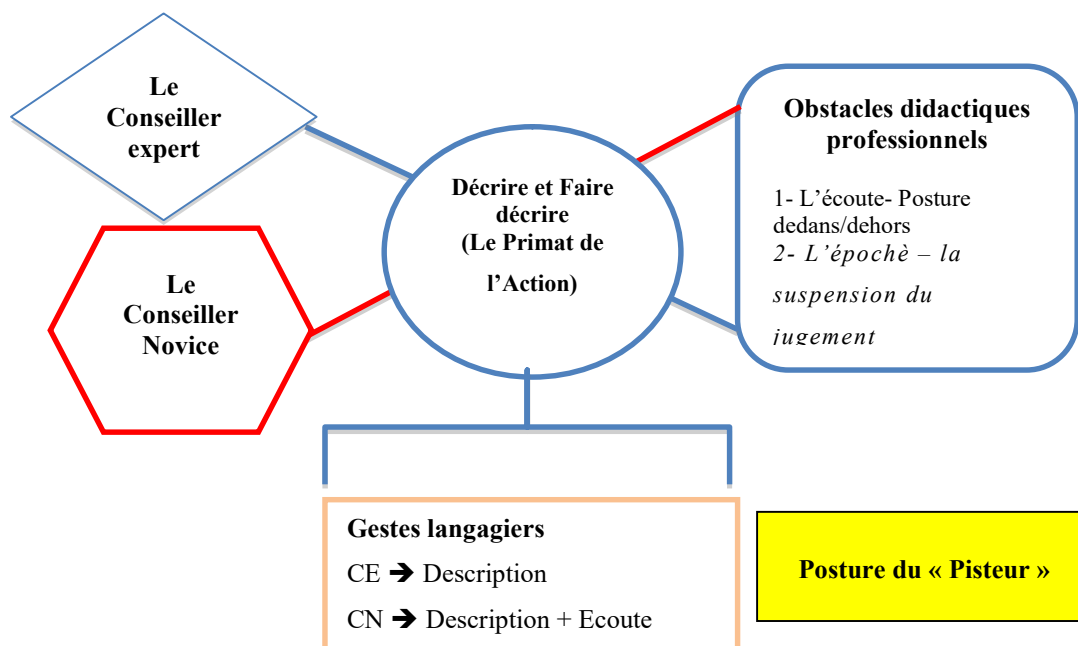 Le
Conseiller
expert
Le
Conseiller
Novice
Décrire et Faire
décrire
(Le Primat de
l’Action)
Obstacles didactiques
professionnels
1- L’écoute- Posture
dedans/dehors
2- L’épochè – la
suspension du
jugement
Gestes langagiers
CE ➔ Description
CN ➔ Description + Ecoute
Posture du « Pisteur »